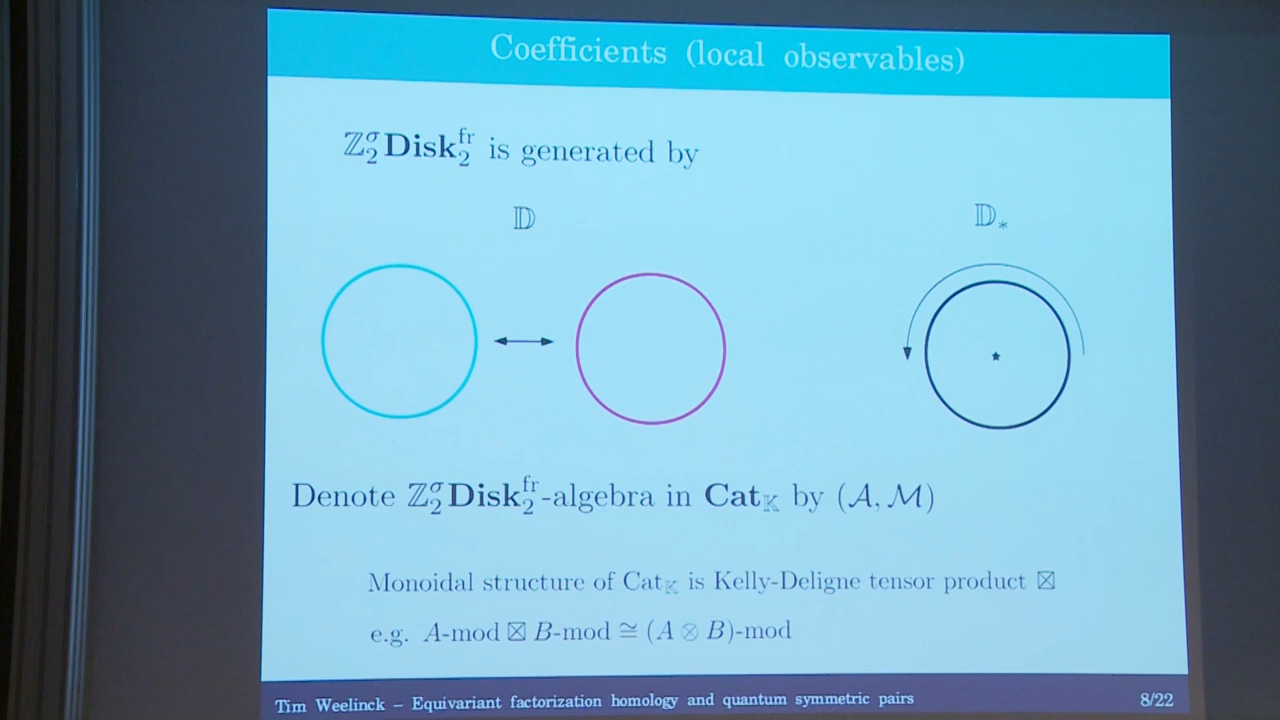 Coefficients (local observables)
ℤ₂^σ Disk₂^fr is generated by
𝔻
𝔻_*
Denote ℤ₂^σ Disk₂^fr-algebra in Cat_𝕂 by (𝒜, ℳ)
Monoidal structure of Cat_𝕂 is Kelly-Deligne tensor product ⊠
e.g. A-mod ⊠ B-mod ≅ (A ⊗ B)-mod
Tim Weelinck – Equivariant factorization homology and quantum symmetric pairs 8/22